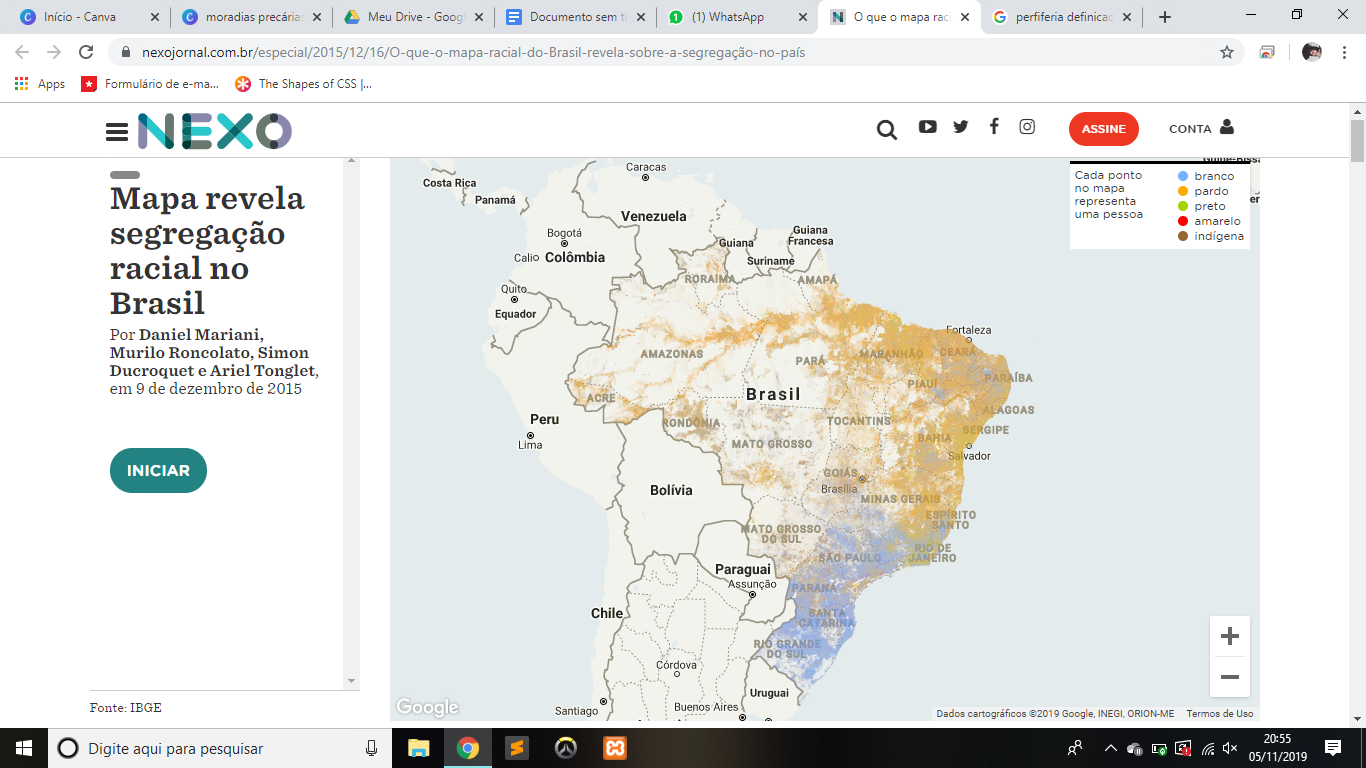 Início - Canva
moradias precárias
Meu Drive - Goog
Documento sem tí
(1) WhatsApp
O que o mapa raci
perfiferia definicad
nexojornal.com.br/especial/2015/12/16/O-que-o-mapa-racial-do-Brasil-revela-sobre-a-segregação-no-país
Apps
Formulário de e-ma...
The Shapes of CSS |...
NEXO
ASSINE
CONTA
Mapa revela
segregação
racial no
Brasil
Por Daniel Mariani,
Murilo Roncolato, Simon
Ducroquet e Ariel Tonglet,
em 9 de dezembro de 2015
INICIAR
Fonte: IBGE
Cada ponto
no mapa
representa
uma pessoa
branco
pardo
preto
amarelo
indígena
Caracas
Costa Rica
Panamá
Venezuela
Bogotá
Calio
Colômbia
Guiana
Guiana
Francesa
Suriname
RORAIMA
AMAPÁ
Quito
Equador
Fortaleza
AMAZONAS
PARÁ
MARANHÃO
CEARÁ
PIAUÍ
PARAÍBA
Brasil
ACRE
ALAGOAS
Peru
RONDÔNIA
TOCANTINS
SERGIPE
Lima
MATO GROSSO
BAHIA
Salvador
GOIÁS
Bolívia
Brasília
MINAS GERAIS
ESPÍRITO
SANTO
MATO GROSSO
DO SUL
RIO DE
JANEIRO
SÃO PAULO
Paraguai
Assunção
PARANÁ
Chile
SANTA
CATARINA
RIO GRANDE
DO SUL
Córdova
Uruguai
Santiago
Buenos Aires
Google
Dados cartográficos ©2019 Google, INEGI, ORION-ME
Termos de Uso
Digite aqui para pesquisar
20:55
05/11/2019